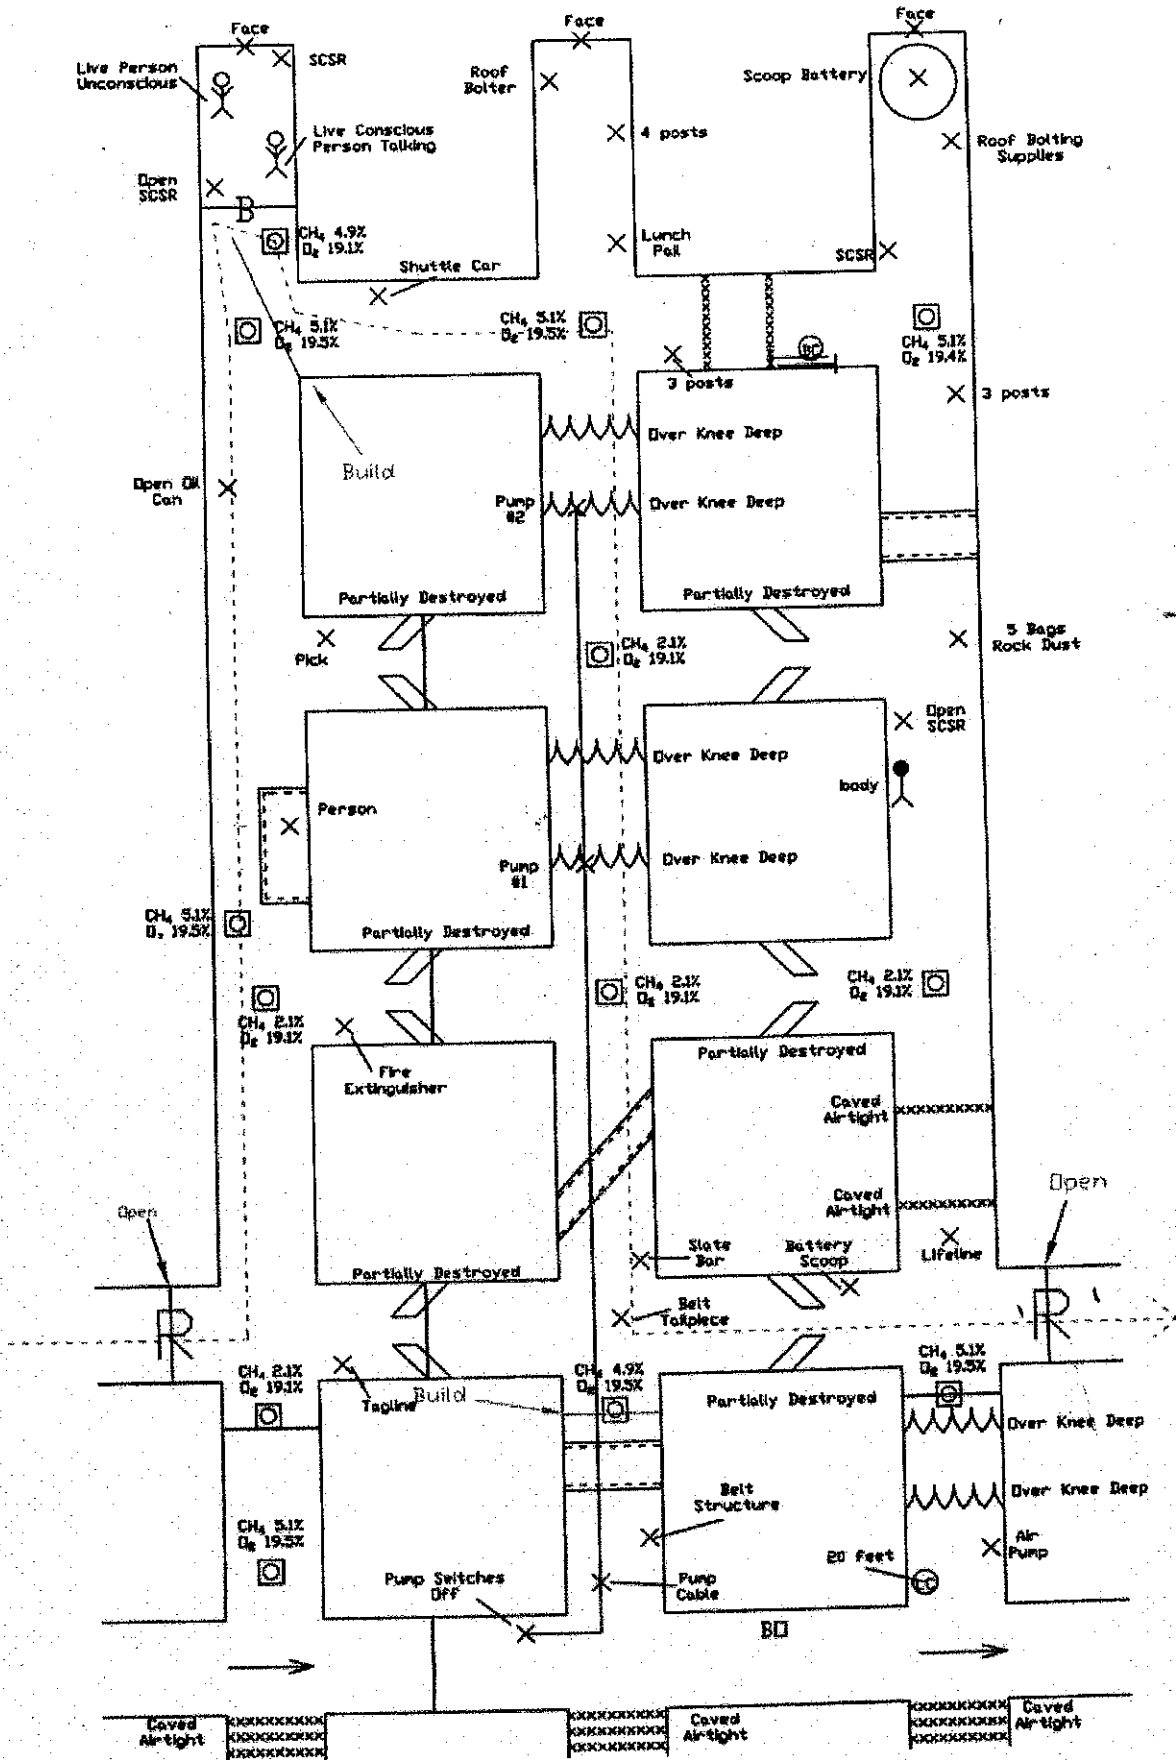 Face
Face
Face
Live Person
Unconscious
SCSR
Roof
Bolter
Scoop Battery
Live Conscious
Person Talking
4 posts
Roof Bolting
Supplies
Open
SCSR
B
CH₄ 4.9%
O₂ 19.1%
Lunch
Pail
SCSR
Shuttle Car
CH₄ 5.1%
O₂ 19.5%
CH₄ 5.1%
O₂ 19.5%
CH₄ 5.1%
O₂ 19.4%
3 posts
3 posts
Build
Over Knee Deep
Open Oil
Can
Pump
#2
Over Knee Deep
Partially Destroyed
Partially Destroyed
Pick
CH₄ 2.1%
O₂ 19.1%
5 Bags
Rock Dust
Open
SCSR
Over Knee Deep
body
Person
Pump
#1
Over Knee Deep
CH₄ 5.1%
O₂ 19.5%
Partially Destroyed
CH₄ 2.1%
O₂ 19.1%
CH₄ 2.1%
O₂ 19.1%
CH₄ 2.1%
O₂ 19.1%
Fire
Extinguisher
Partially Destroyed
Caved
Airtight
Caved
Airtight
Open
Open
Slate
Bar
Battery
Scoop
Lifeline
Partially Destroyed
Belt
Tailpiece
R
R
CH₄ 2.1%
O₂ 19.1%
Tagline
Build
CH₄ 4.9%
O₂ 19.5%
CH₄ 5.1%
O₂ 19.5%
Partially Destroyed
Over Knee Deep
Belt
Structure
Over Knee Deep
CH₄ 5.1%
O₂ 19.5%
Air
Pump
Pump Switches
Off
Pump
Cable
20 feet
BO
Caved
Airtight
Caved
Airtight
Caved
Airtight